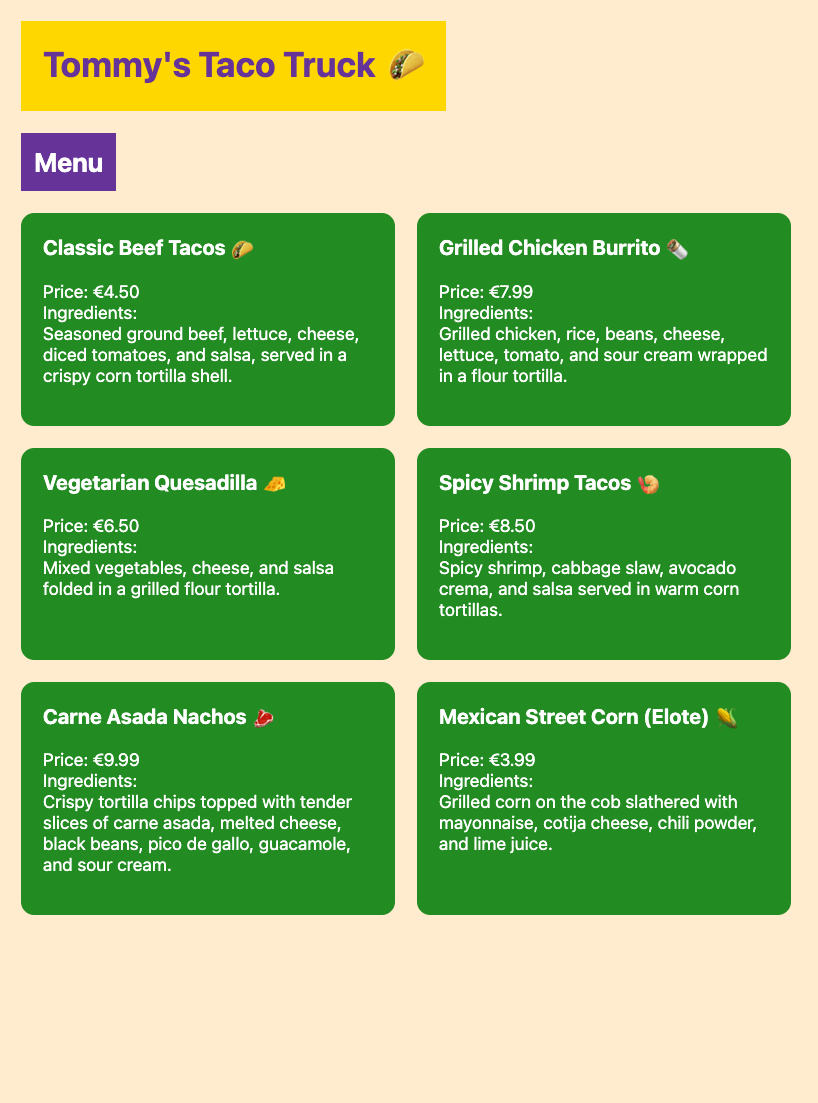 Tommy's Taco Truck 🌮
Menu
Classic Beef Tacos 🌮
Price: €4.50
Ingredients:
Seasoned ground beef, lettuce, cheese,
diced tomatoes, and salsa, served in a
crispy corn tortilla shell.
Grilled Chicken Burrito 🌯
Price: €7.99
Ingredients:
Grilled chicken, rice, beans, cheese,
lettuce, tomato, and sour cream wrapped
in a flour tortilla.
Vegetarian Quesadilla 🧀
Price: €6.50
Ingredients:
Mixed vegetables, cheese, and salsa
folded in a grilled flour tortilla.
Spicy Shrimp Tacos 🍤
Price: €8.50
Ingredients:
Spicy shrimp, cabbage slaw, avocado
crema, and salsa served in warm corn
tortillas.
Carne Asada Nachos 🥩
Price: €9.99
Ingredients:
Crispy tortilla chips topped with tender
slices of carne asada, melted cheese,
black beans, pico de gallo, guacamole,
and sour cream.
Mexican Street Corn (Elote) 🌽
Price: €3.99
Ingredients:
Grilled corn on the cob slathered with
mayonnaise, cotija cheese, chili powder,
and lime juice.